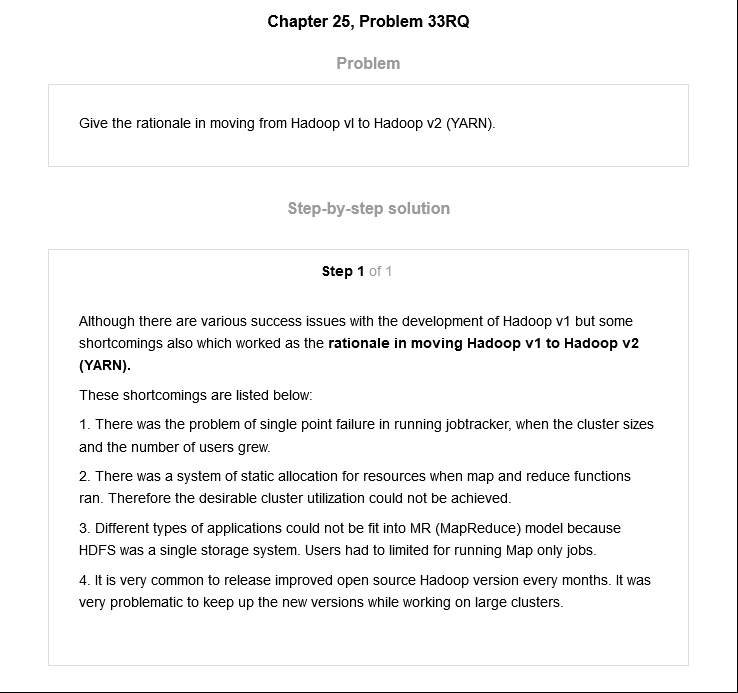 Chapter 25, Problem 33RQ
Problem
Give the rationale in moving from Hadoop vl to Hadoop v2 (YARN).
Step-by-step solution
Step 1 of 1
Although there are various success issues with the development of Hadoop v1 but some
shortcomings also which worked as the rationale in moving Hadoop v1 to Hadoop v2
(YARN).
These shortcomings are listed below:
1. There was the problem of single point failure in running jobtracker, when the cluster sizes
and the number of users grew.
2. There was a system of static allocation for resources when map and reduce functions
ran. Therefore the desirable cluster utilization could not be achieved.
3. Different types of applications could not be fit into MR (MapReduce) model because
HDFS was a single storage system. Users had to limited for running Map only jobs.
4. It is very common to release improved open source Hadoop version every months. It was
very problematic to keep up the new versions while working on large clusters.